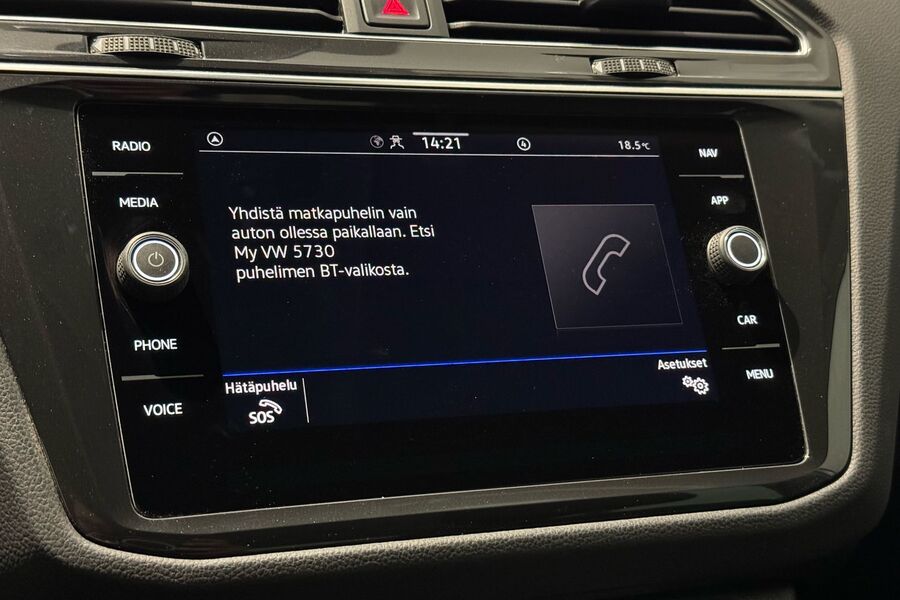 RADIO
MEDIA
PHONE
VOICE
14:21
4
18.5°C
Yhdistä matkapuhelin vain
auton ollessa paikallaan. Etsi
My VW 5730
puhelimen BT-valikosta.
Hätäpuhelu
SOS
Asetukset
NAV
APP
CAR
MENU